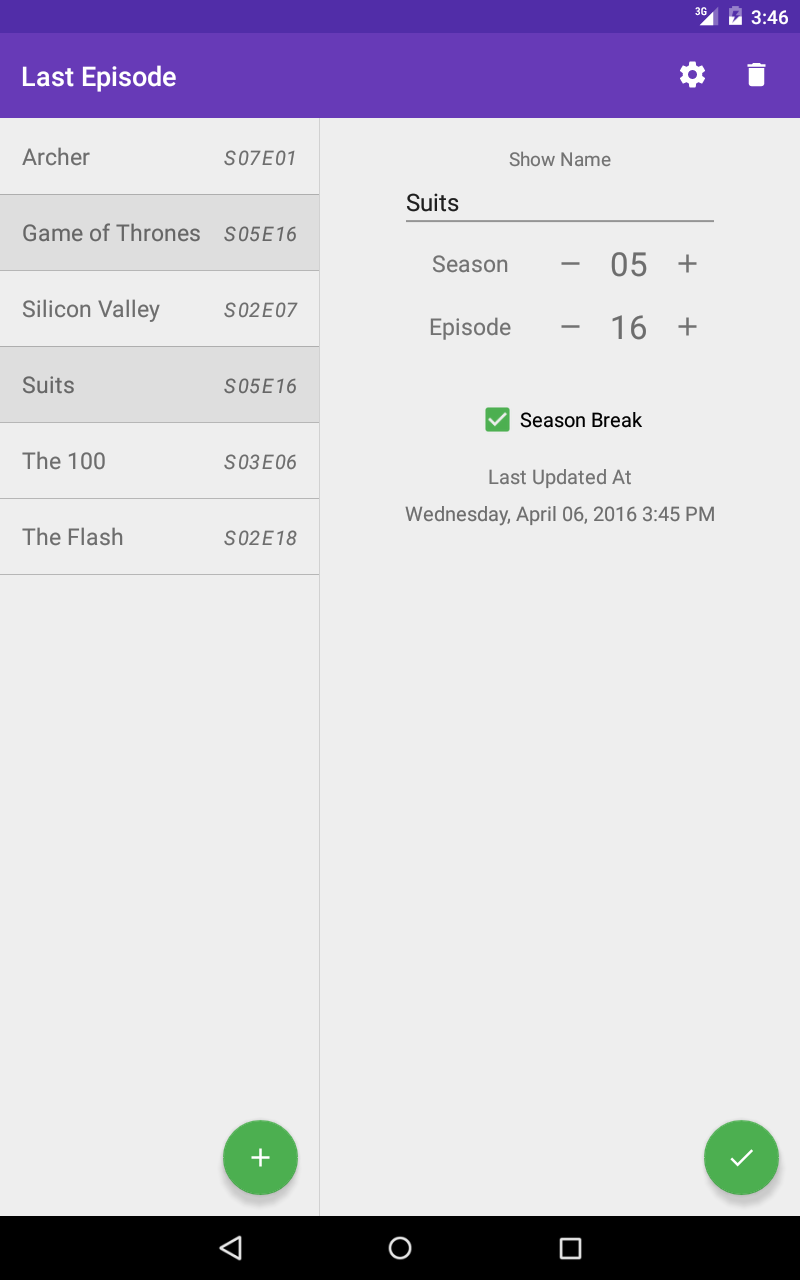 3G 3:46
Last Episode
Archer S07E01
Game of Thrones S05E16
Silicon Valley S02E07
Suits S05E16
The 100 S03E06
The Flash S02E18
Show Name
Suits
Season − 05 +
Episode − 16 +
Season Break
Last Updated At
Wednesday, April 06, 2016 3:45 PM